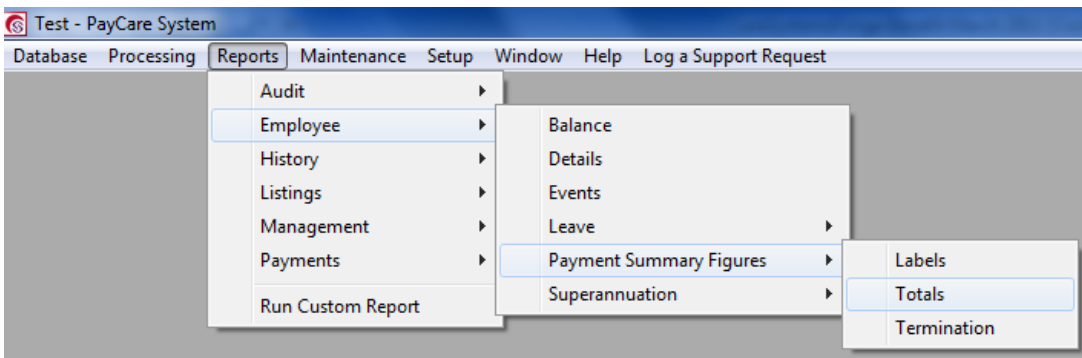 Test - PayCare System
Database Processing Reports Maintenance Setup Window Help Log a Support Request
Audit
Employee
History
Listings
Management
Payments
Run Custom Report
Balance
Details
Events
Leave
Payment Summary Figures
Superannuation
Labels
Totals
Termination